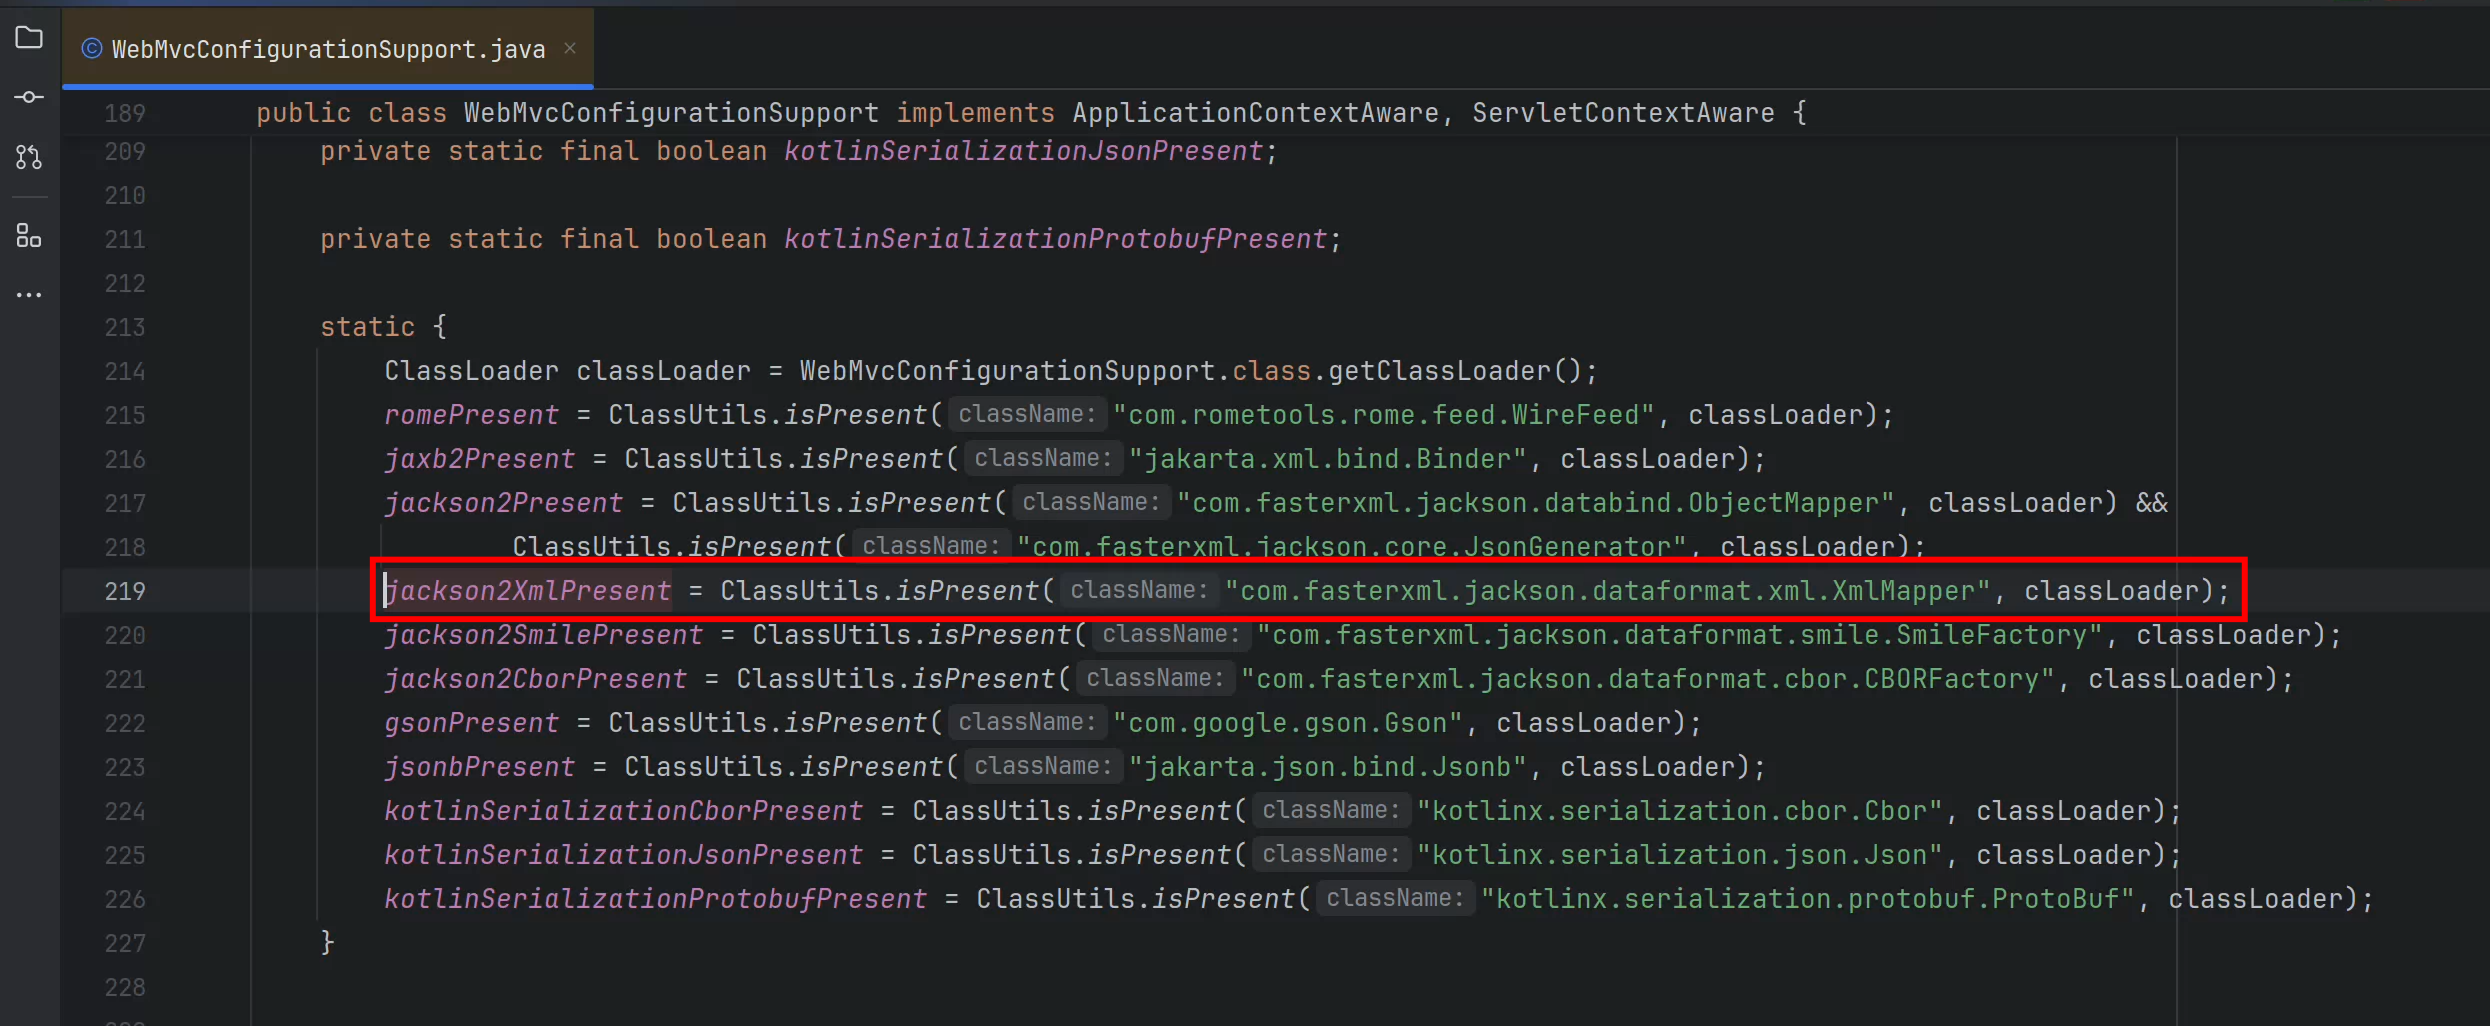 WebMvcConfigurationSupport.java
189 public class WebMvcConfigurationSupport implements ApplicationContextAware, ServletContextAware {
209 private static final boolean kotlinSerializationJsonPresent;
210
211 private static final boolean kotlinSerializationProtobufPresent;
212
213 static {
214 ClassLoader classLoader = WebMvcConfigurationSupport.class.getClassLoader();
215 romePresent = ClassUtils.isPresent( className: "com.rometools.rome.feed.WireFeed", classLoader);
216 jaxb2Present = ClassUtils.isPresent( className: "jakarta.xml.bind.Binder", classLoader);
217 jackson2Present = ClassUtils.isPresent( className: "com.fasterxml.jackson.databind.ObjectMapper", classLoader) &&
218 ClassUtils.isPresent( className: "com.fasterxml.jackson.core.JsonGenerator", classLoader);
219 jackson2XmlPresent = ClassUtils.isPresent( className: "com.fasterxml.jackson.dataformat.xml.XmlMapper", classLoader);
220 jackson2SmilePresent = ClassUtils.isPresent( className: "com.fasterxml.jackson.dataformat.smile.SmileFactory", classLoader);
221 jackson2CborPresent = ClassUtils.isPresent( className: "com.fasterxml.jackson.dataformat.cbor.CBORFactory", classLoader);
222 gsonPresent = ClassUtils.isPresent( className: "com.google.gson.Gson", classLoader);
223 jsonbPresent = ClassUtils.isPresent( className: "jakarta.json.bind.Jsonb", classLoader);
224 kotlinSerializationCborPresent = ClassUtils.isPresent( className: "kotlinx.serialization.cbor.Cbor", classLoader);
225 kotlinSerializationJsonPresent = ClassUtils.isPresent( className: "kotlinx.serialization.json.Json", classLoader);
226 kotlinSerializationProtobufPresent = ClassUtils.isPresent( className: "kotlinx.serialization.protobuf.ProtoBuf", classLoader);
227 }
228